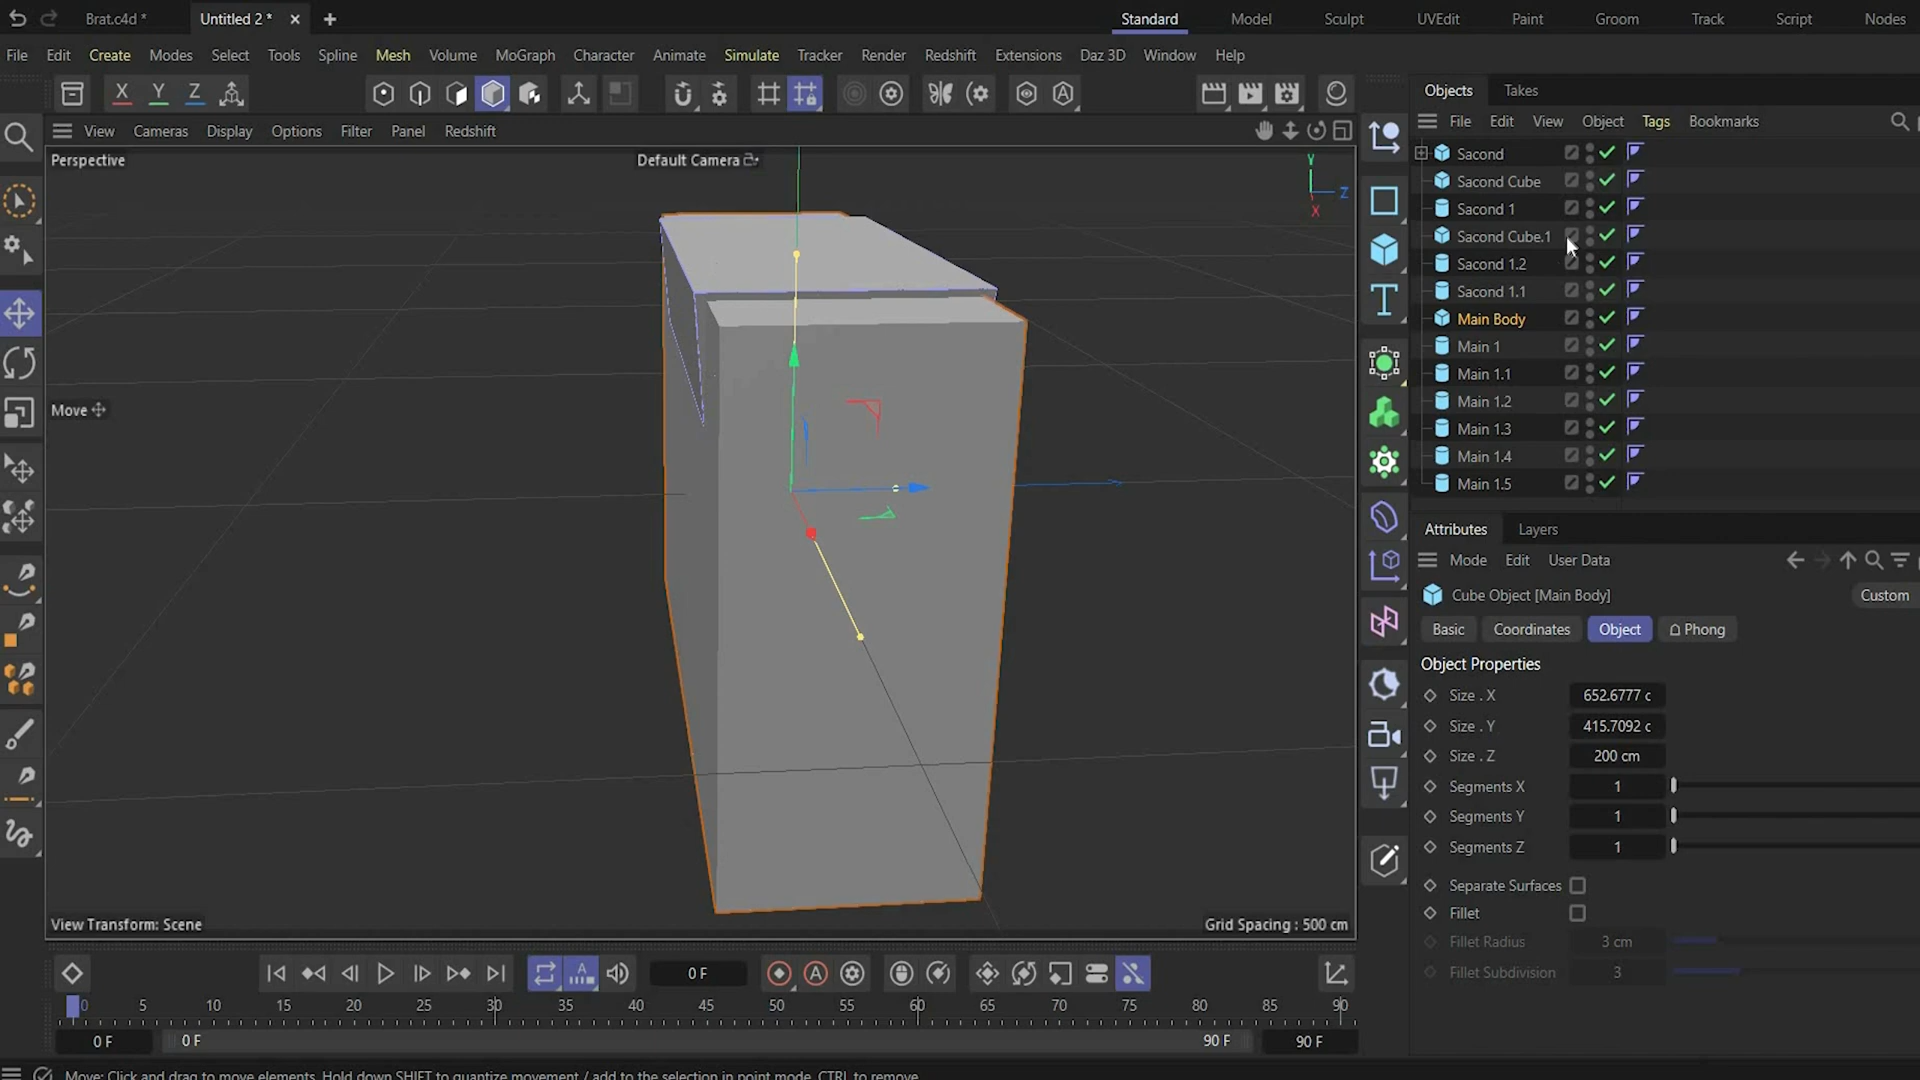 Brat.c4d *
Untitled 2 *
Standard Model Sculpt UVEdit Paint Groom Track Script Nodes
File Edit Create Modes Select Tools Spline Mesh Volume MoGraph Character Animate Simulate Tracker Render Redshift Extensions Daz 3D Window Help
X Y Z
Objects Takes
File Edit View Object Tags Bookmarks
View Cameras Display Options Filter Panel Redshift
Perspective
Default Camera
Y
Z
X
Move
View Transform: Scene
Grid Spacing : 500 cm
Sacond
Sacond Cube
Sacond 1
Sacond Cube.1
Sacond 1.2
Sacond 1.1
Main Body
Main 1
Main 1.1
Main 1.2
Main 1.3
Main 1.4
Main 1.5
Attributes Layers
Mode Edit User Data
Cube Object [Main Body]
Custom
Basic Coordinates Object Phong
Object Properties
Size . X 652.6777 c
Size . Y 415.7092 c
Size . Z 200 cm
Segments X 1
Segments Y 1
Segments Z 1
Separate Surfaces
Fillet
Fillet Radius 3 cm
Fillet Subdivision 3
0 F
0 5 10 15 20 25 30 35 40 45 50 55 60 65 70 75 80 85 90
0 F 0 F 90 F 90 F
Move: Click and drag to move elements. Hold down SHIFT to quantize movement / add to the selection in point mode, CTRL to remove.